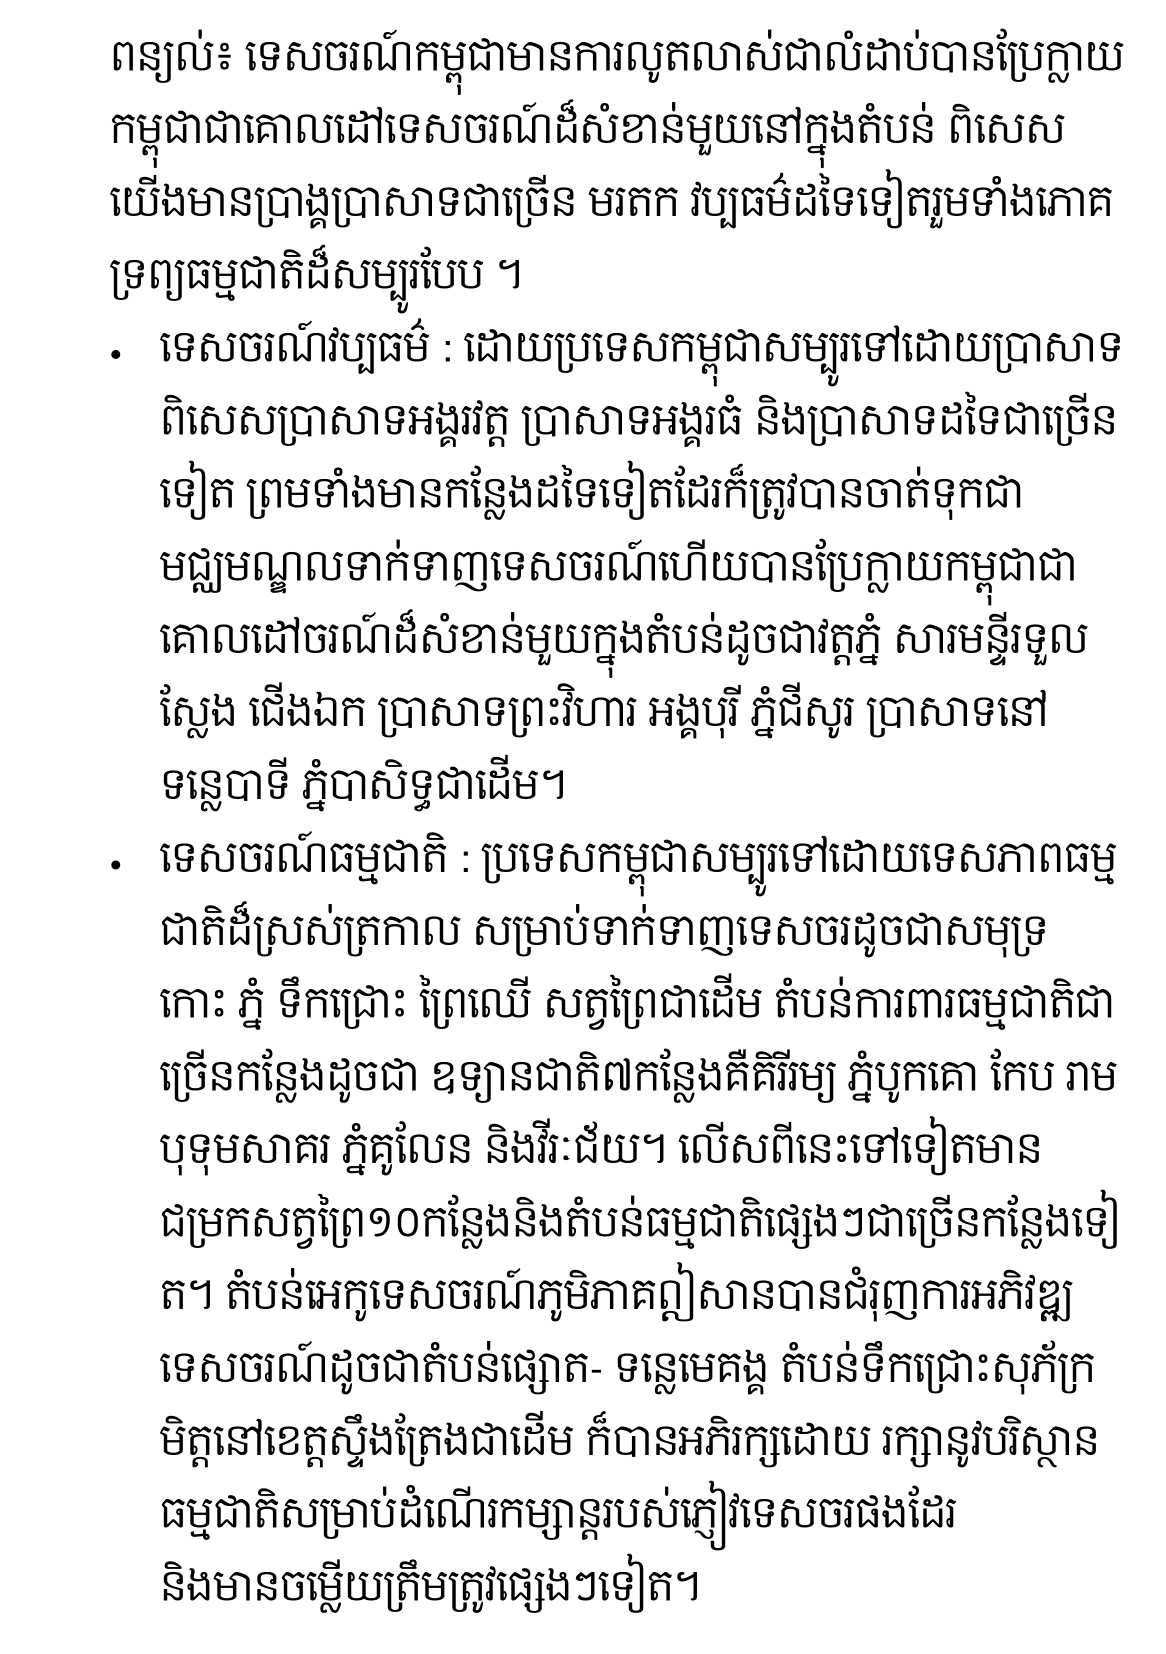 ពន្យល់៖ ទេសចរណ៍កម្ពុជាមានការលូតលាស់ជាលំដាប់បានប្រែក្លាយ
កម្ពុជាជាគោលដៅទេសចរណ៍ដ៏សំខាន់មួយនៅក្នុងតំបន់ ពិសេស
យើងមានប្រាង្គប្រាសាទជាច្រើន មរតក វប្បធម៌ដទៃទៀតរួមទាំងភោគ
ទ្រព្យធម្មជាតិដ៏សម្បូរបែប ។
• ទេសចរណ៍វប្បធម៌ : ដោយប្រទេសកម្ពុជាសម្បូរទៅដោយប្រាសាទ
ពិសេសប្រាសាទអង្គរវត្ត ប្រាសាទអង្គរធំ និងប្រាសាទដទៃជាច្រើន
ទៀត ព្រមទាំងមានកន្លែងដទៃទៀតដែរក៏ត្រូវបានចាត់ទុកជា
មជ្ឈមណ្ឌលទាក់ទាញទេសចរណ៍ហើយបានប្រែក្លាយកម្ពុជាជា
គោលដៅចរណ៍ដ៏សំខាន់មួយក្នុងតំបន់ដូចជាវត្តភ្នំ សារមន្ទីរទួល
ស្លែង ជើងឯក ប្រាសាទព្រះវិហារ អង្គបុរី ភ្នំជីសូរ ប្រាសាទនៅ
ទន្លេបាទី ភ្នំបាសិទ្ធជាដើម។
• ទេសចរណ៍ធម្មជាតិ : ប្រទេសកម្ពុជាសម្បូរទៅដោយទេសភាពធម្ម
ជាតិដ៏ស្រស់ត្រកាល សម្រាប់ទាក់ទាញទេសចរដូចជាសមុទ្រ
កោះ ភ្នំ ទឹកជ្រោះ ព្រៃឈើ សត្វព្រៃជាដើម តំបន់ការពារធម្មជាតិជា
ច្រើនកន្លែងដូចជា ឧទ្យានជាតិ៧កន្លែងគឺគិរីរម្យ ភ្នំបូកគោ កែប រាម
បុទុមសាគរ ភ្នំគូលែន និងវីរៈជ័យ។ លើសពីនេះទៅទៀតមាន
ជម្រកសត្វព្រៃ១០កន្លែងនិងតំបន់ធម្មជាតិផ្សេងៗជាច្រើនកន្លែងទៀ
ត។ តំបន់អេកូទេសចរណ៍ភូមិភាគឦសានបានជំរុញការអភិវឌ្ឍ
ទេសចរណ៍ដូចជាតំបន់ផ្សោត- ទន្លេមេគង្គ តំបន់ទឹកជ្រោះសុភ័ក្រ
មិត្តនៅខេត្តស្ទឹងត្រែងជាដើម ក៏បានអភិរក្សដោយ រក្សានូវបរិស្ថាន
ធម្មជាតិសម្រាប់ដំណើរកម្សាន្តរបស់ភ្ញៀវទេសចរផងដែរ
និងមានចម្លើយត្រឹមត្រូវផ្សេងៗទៀត។